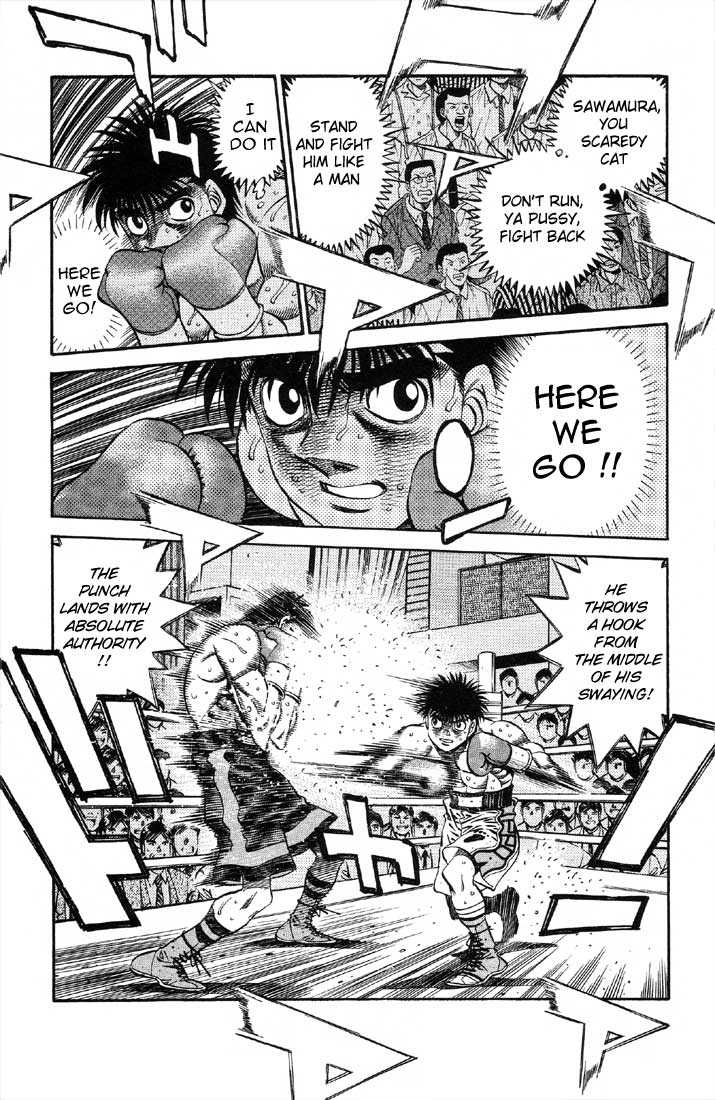 SAWAMURA,
YOU
SCAREDY
CAT
DON'T RUN,
YA PUSSY,
FIGHT BACK
STAND
AND FIGHT
HIM LIKE
A MAN
I
CAN
DO IT
HERE
WE
GO!
HERE
WE
GO !!
HE
THROWS
A HOOK
FROM
THE MIDDLE
OF HIS
SWAYING!
THE
PUNCH
LANDS WITH
ABSOLUTE
AUTHORITY
!!